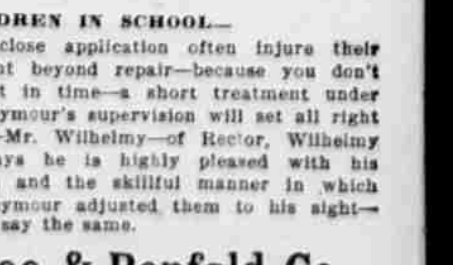 DREN IN SCHOOL—
close application often injure their
beyond repair—because you don't
in time—a short treatment under
ymour's supervision will set all right
-Mr. Wilhelmy—of Rector, Wilhelmy
ys he is highly pleased with his
and the skillful manner in which
ymour adjusted them to his sight—
say the same.
& Penfold Co